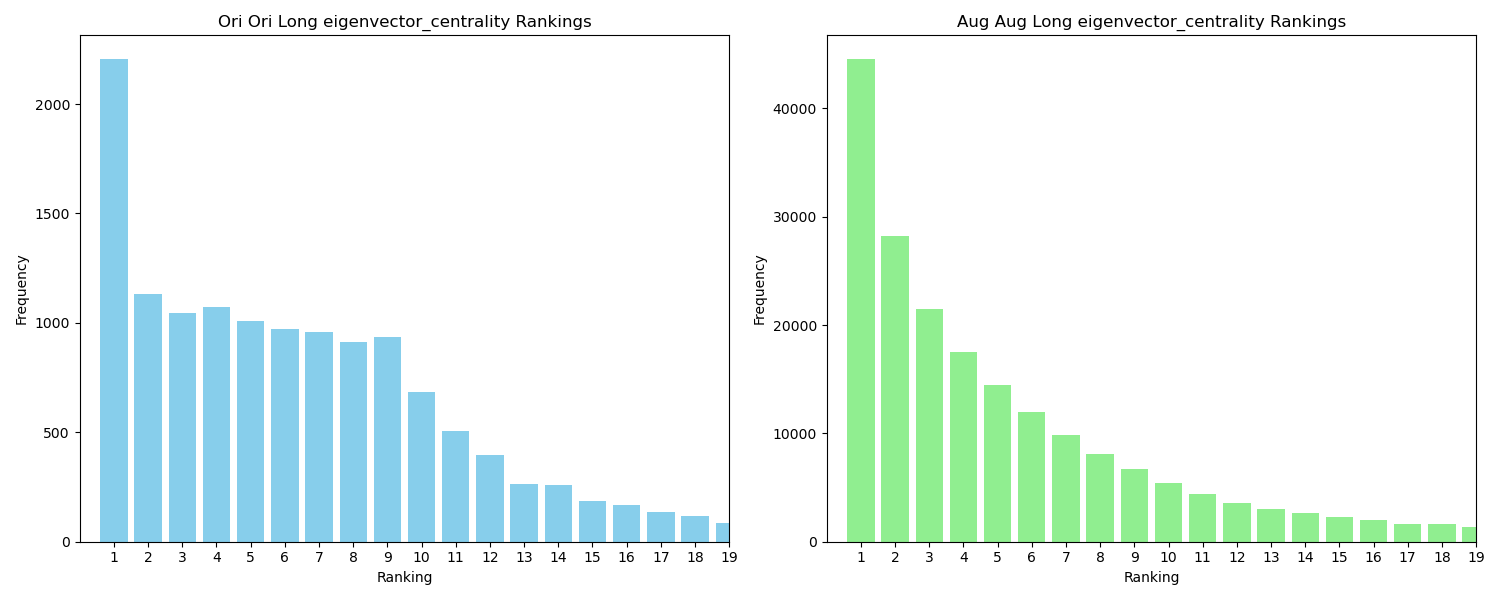 Ori Ori Long eigenvector_centrality Rankings
2000
1500
1000
500
0
Frequency
1 2 3 4 5 6 7 8 9 10 11 12 13 14 15 16 17 18 19
Ranking
Aug Aug Long eigenvector_centrality Rankings
40000
30000
20000
10000
0
Frequency
1 2 3 4 5 6 7 8 9 10 11 12 13 14 15 16 17 18 19
Ranking